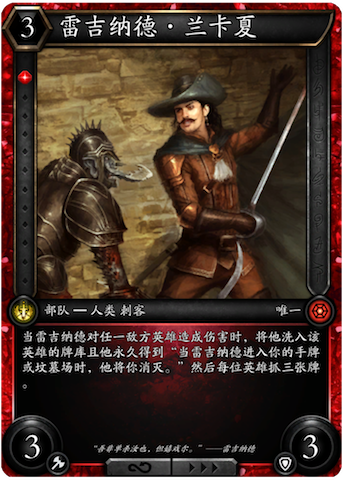 3 雷吉纳德·兰卡夏
部队 — 人类 刺客 唯一
当雷吉纳德对任一敌方英雄造成伤害时，将他洗入该
英雄的牌库且他永久得到“当雷吉纳德进入你的手牌
或坟墓场时，他将你消灭。”然后每位英雄抓三张牌
。
3 “吾非单杀汝也，但嬉戏尔。”——雷吉纳德 3